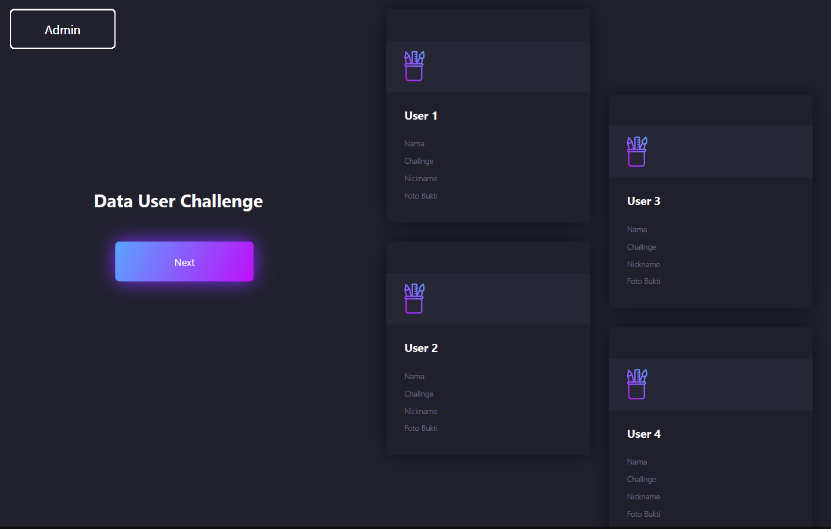 Admin
Data User Challenge
Next
User 1
Nama
Challnge
Nickname
Foto Bukti
User 2
Nama
Challnge
Nickname
Foto Bukti
User 3
Nama
Challnge
Nickname
Foto Bukti
User 4
Nama
Challnge
Nickname
Foto Bukti